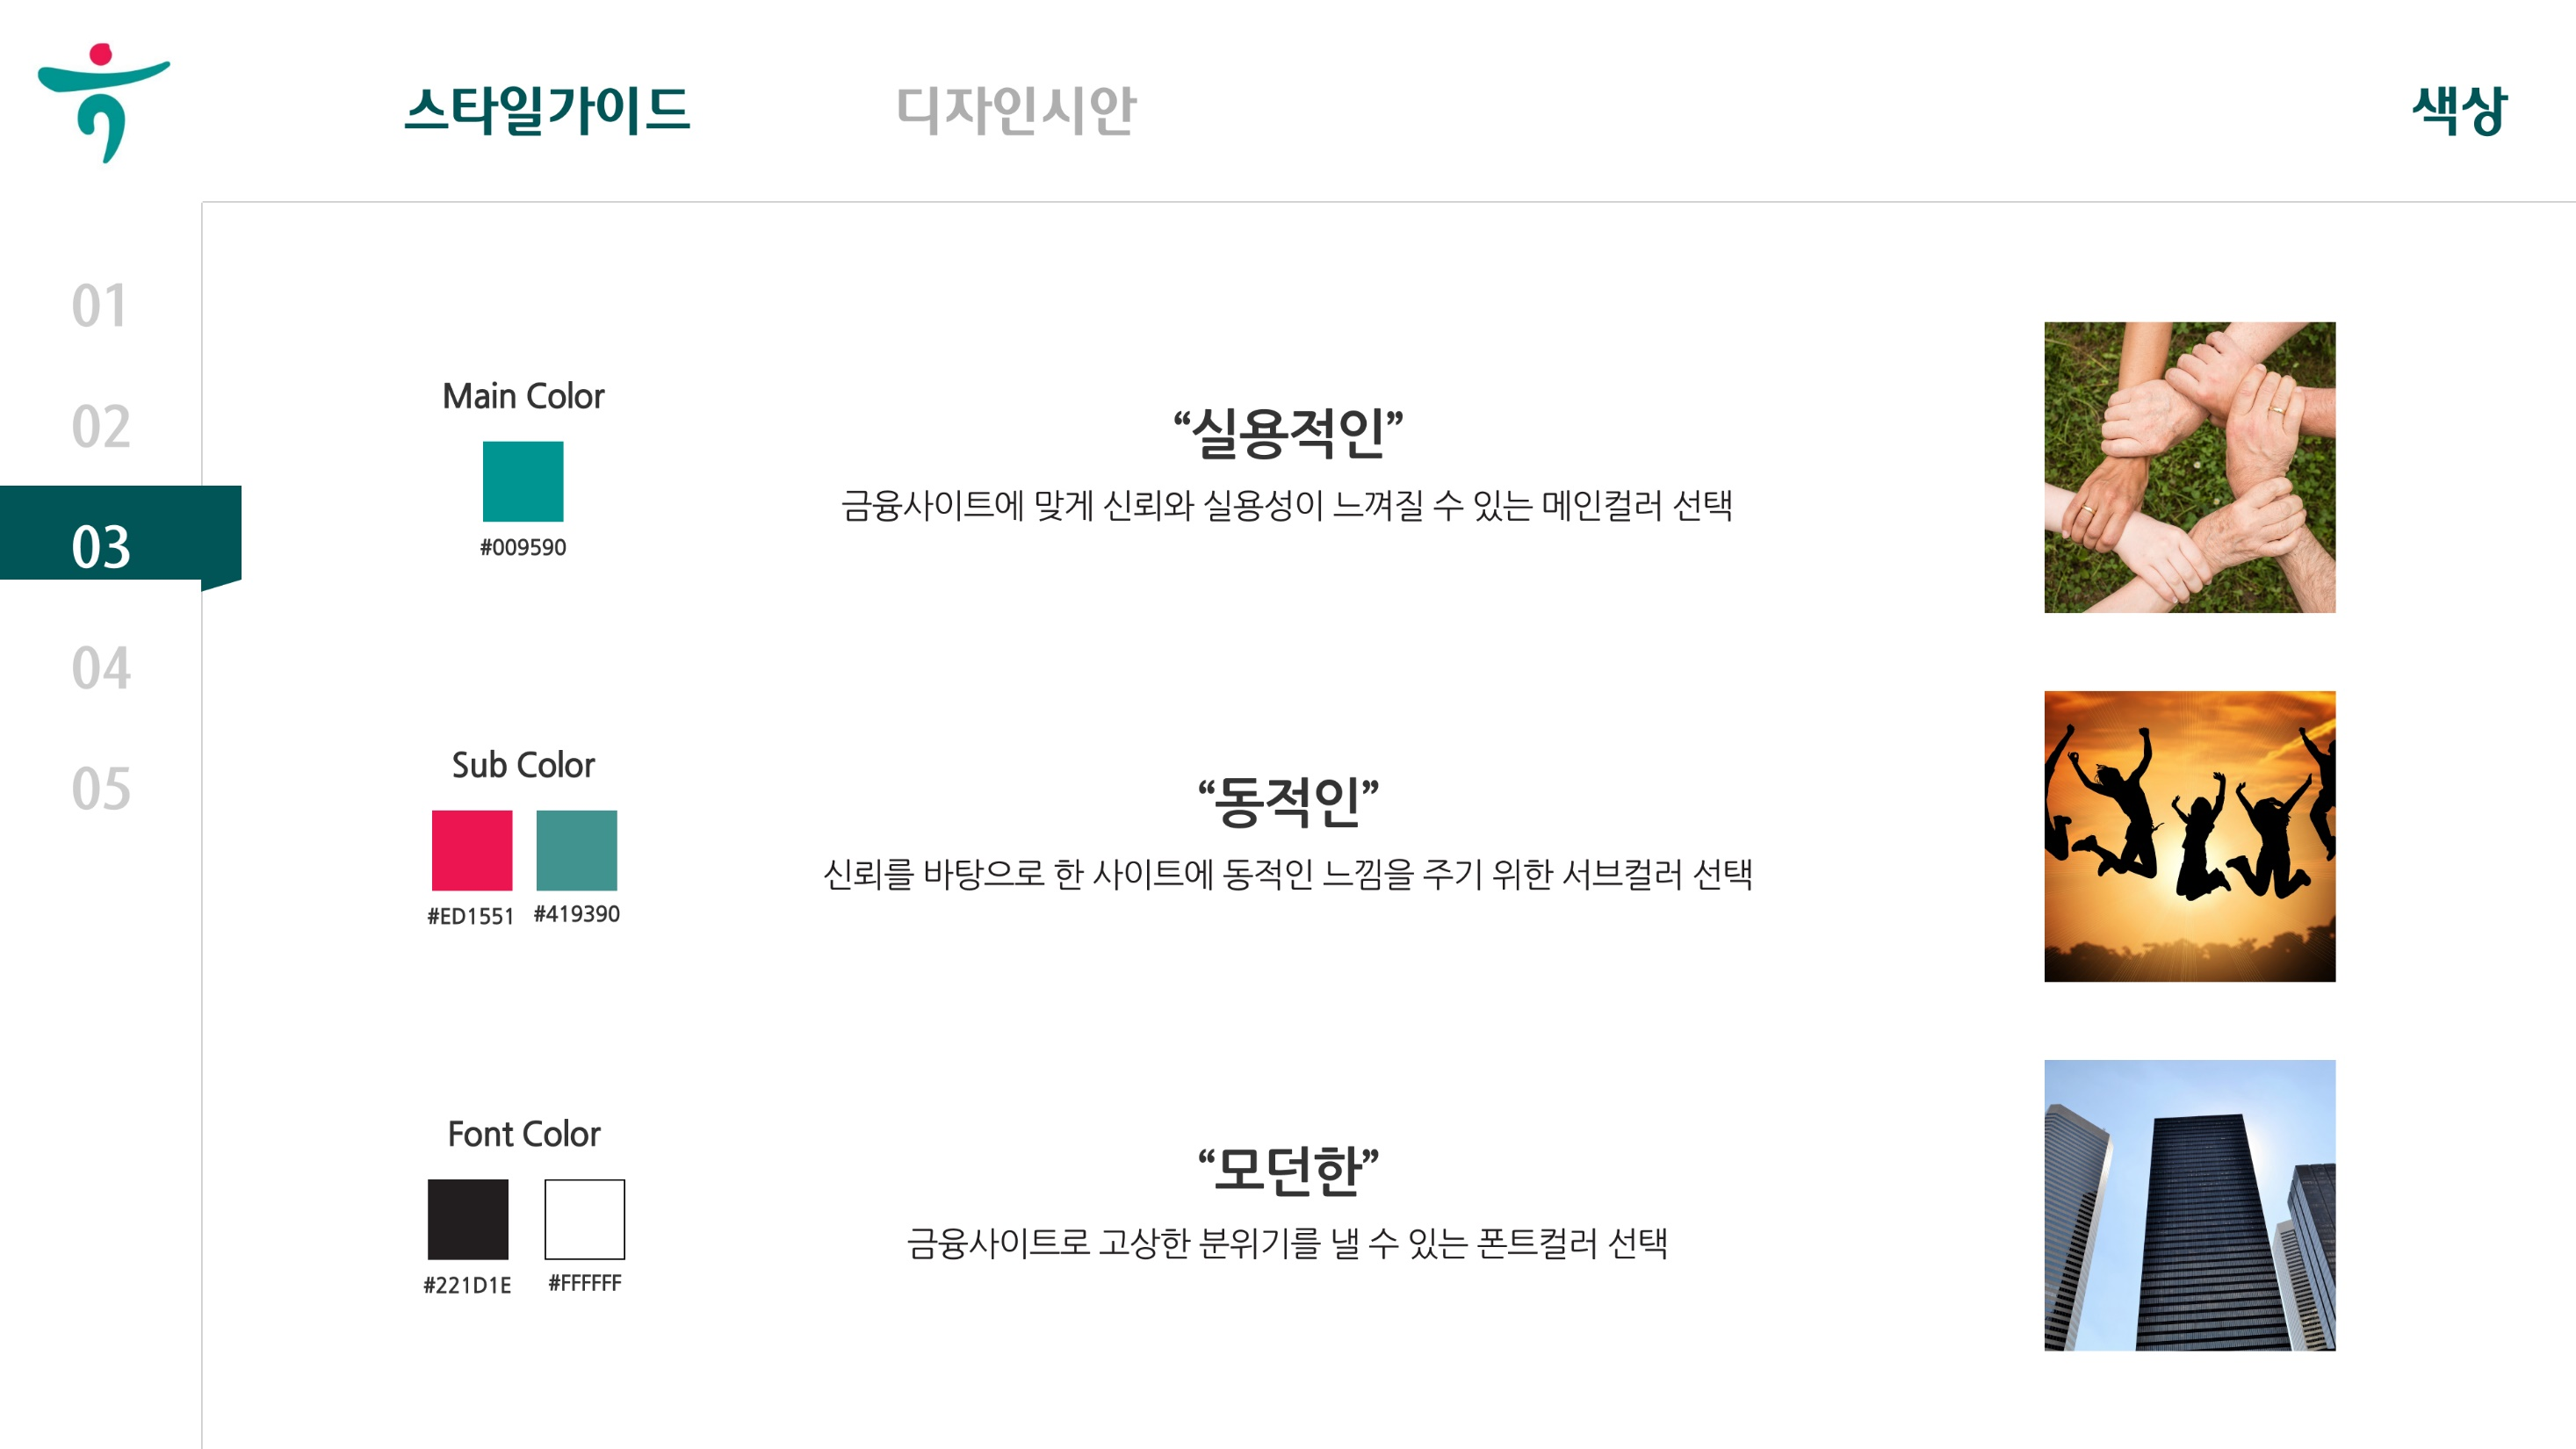 스타일가이드
디자인시안
색상
01
02
03
04
05
Main Color
#009590
“실용적인”
금융사이트에 맞게 신뢰와 실용성이 느껴질 수 있는 메인컬러 선택
Sub Color
#ED1551
#419390
“동적인”
신뢰를 바탕으로 한 사이트에 동적인 느낌을 주기 위한 서브컬러 선택
Font Color
#221D1E
#FFFFFF
“모던한”
금융사이트로 고상한 분위기를 낼 수 있는 폰트컬러 선택